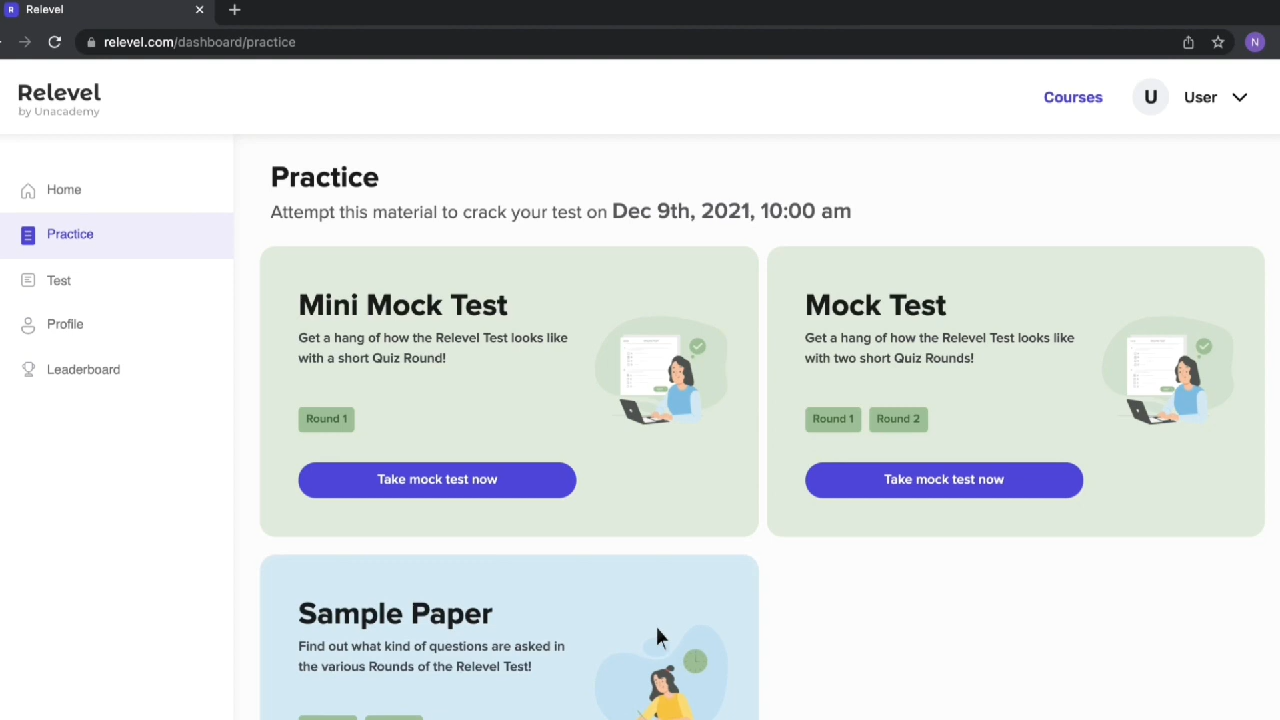 Relevel
relevel.com/dashboard/practice
N
Relevel
by Unacademy
Courses
U
User
Home
Practice
Test
Profile
Leaderboard
Practice
Attempt this material to crack your test on Dec 9th, 2021, 10:00 am
Mini Mock Test
Get a hang of how the Relevel Test looks like
with a short Quiz Round!
Round 1
Take mock test now
Mock Test
Get a hang of how the Relevel Test looks like
with two short Quiz Rounds!
Round 1 Round 2
Take mock test now
Sample Paper
Find out what kind of questions are asked in
the various Rounds of the Relevel Test!